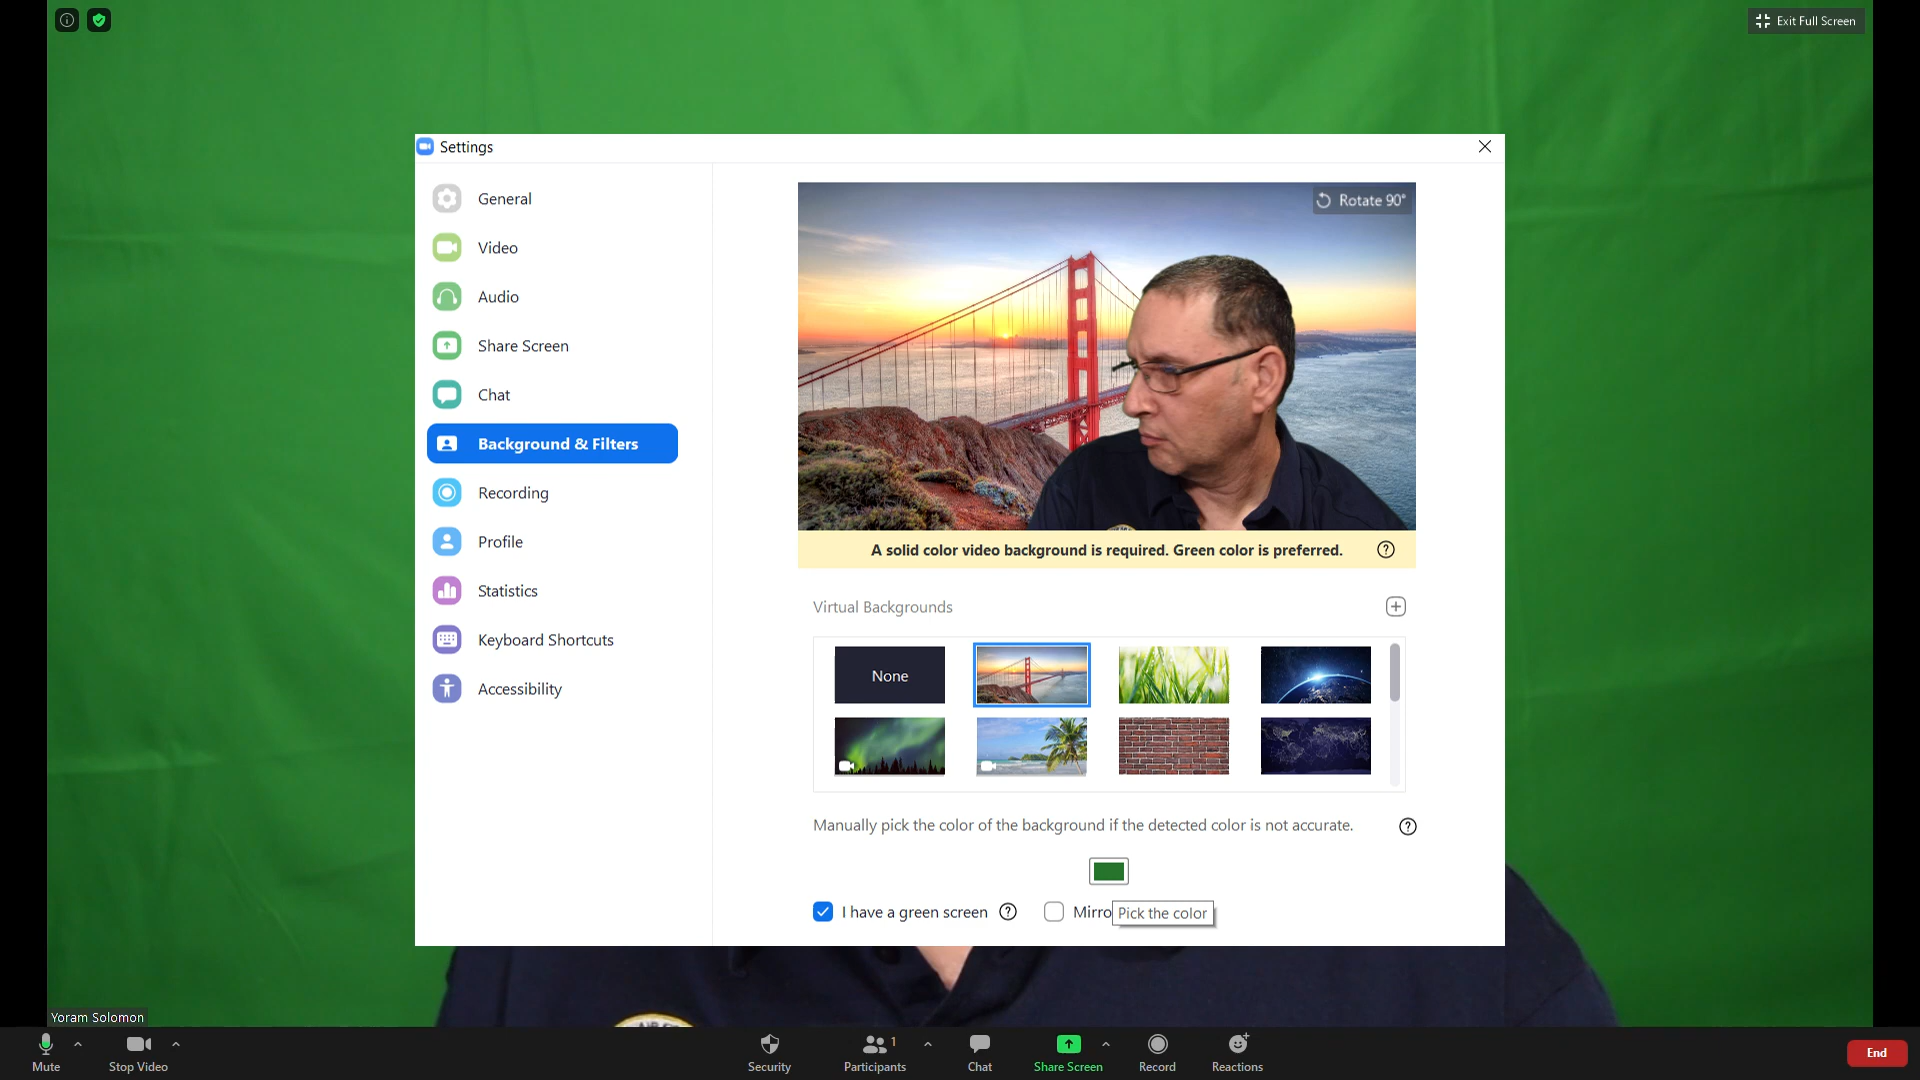 Exit Full Screen
Settings
General
Video
Audio
Share Screen
Chat
Background & Filters
Recording
Profile
Statistics
Keyboard Shortcuts
Accessibility
Rotate 90°
A solid color video background is required. Green color is preferred.
Virtual Backgrounds
None
Manually pick the color of the background if the detected color is not accurate.
I have a green screen
Mirro
Pick the color
Yoram Solomon
Mute
Stop Video
Security
Participants
1
Chat
Share Screen
Record
Reactions
End